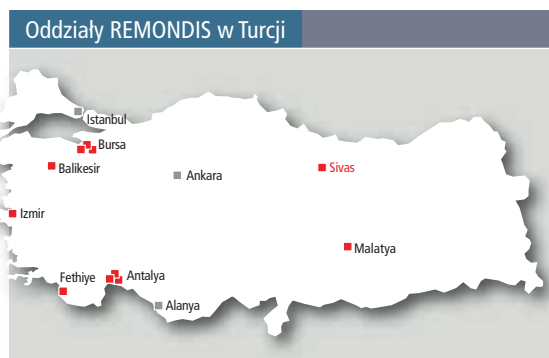 Oddziały REMONDIS w Turcji
Istanbul
Bursa
Balikesir
Ankara
Sivas
Izmir
Malatya
Fethiye
Antalya
Alanya